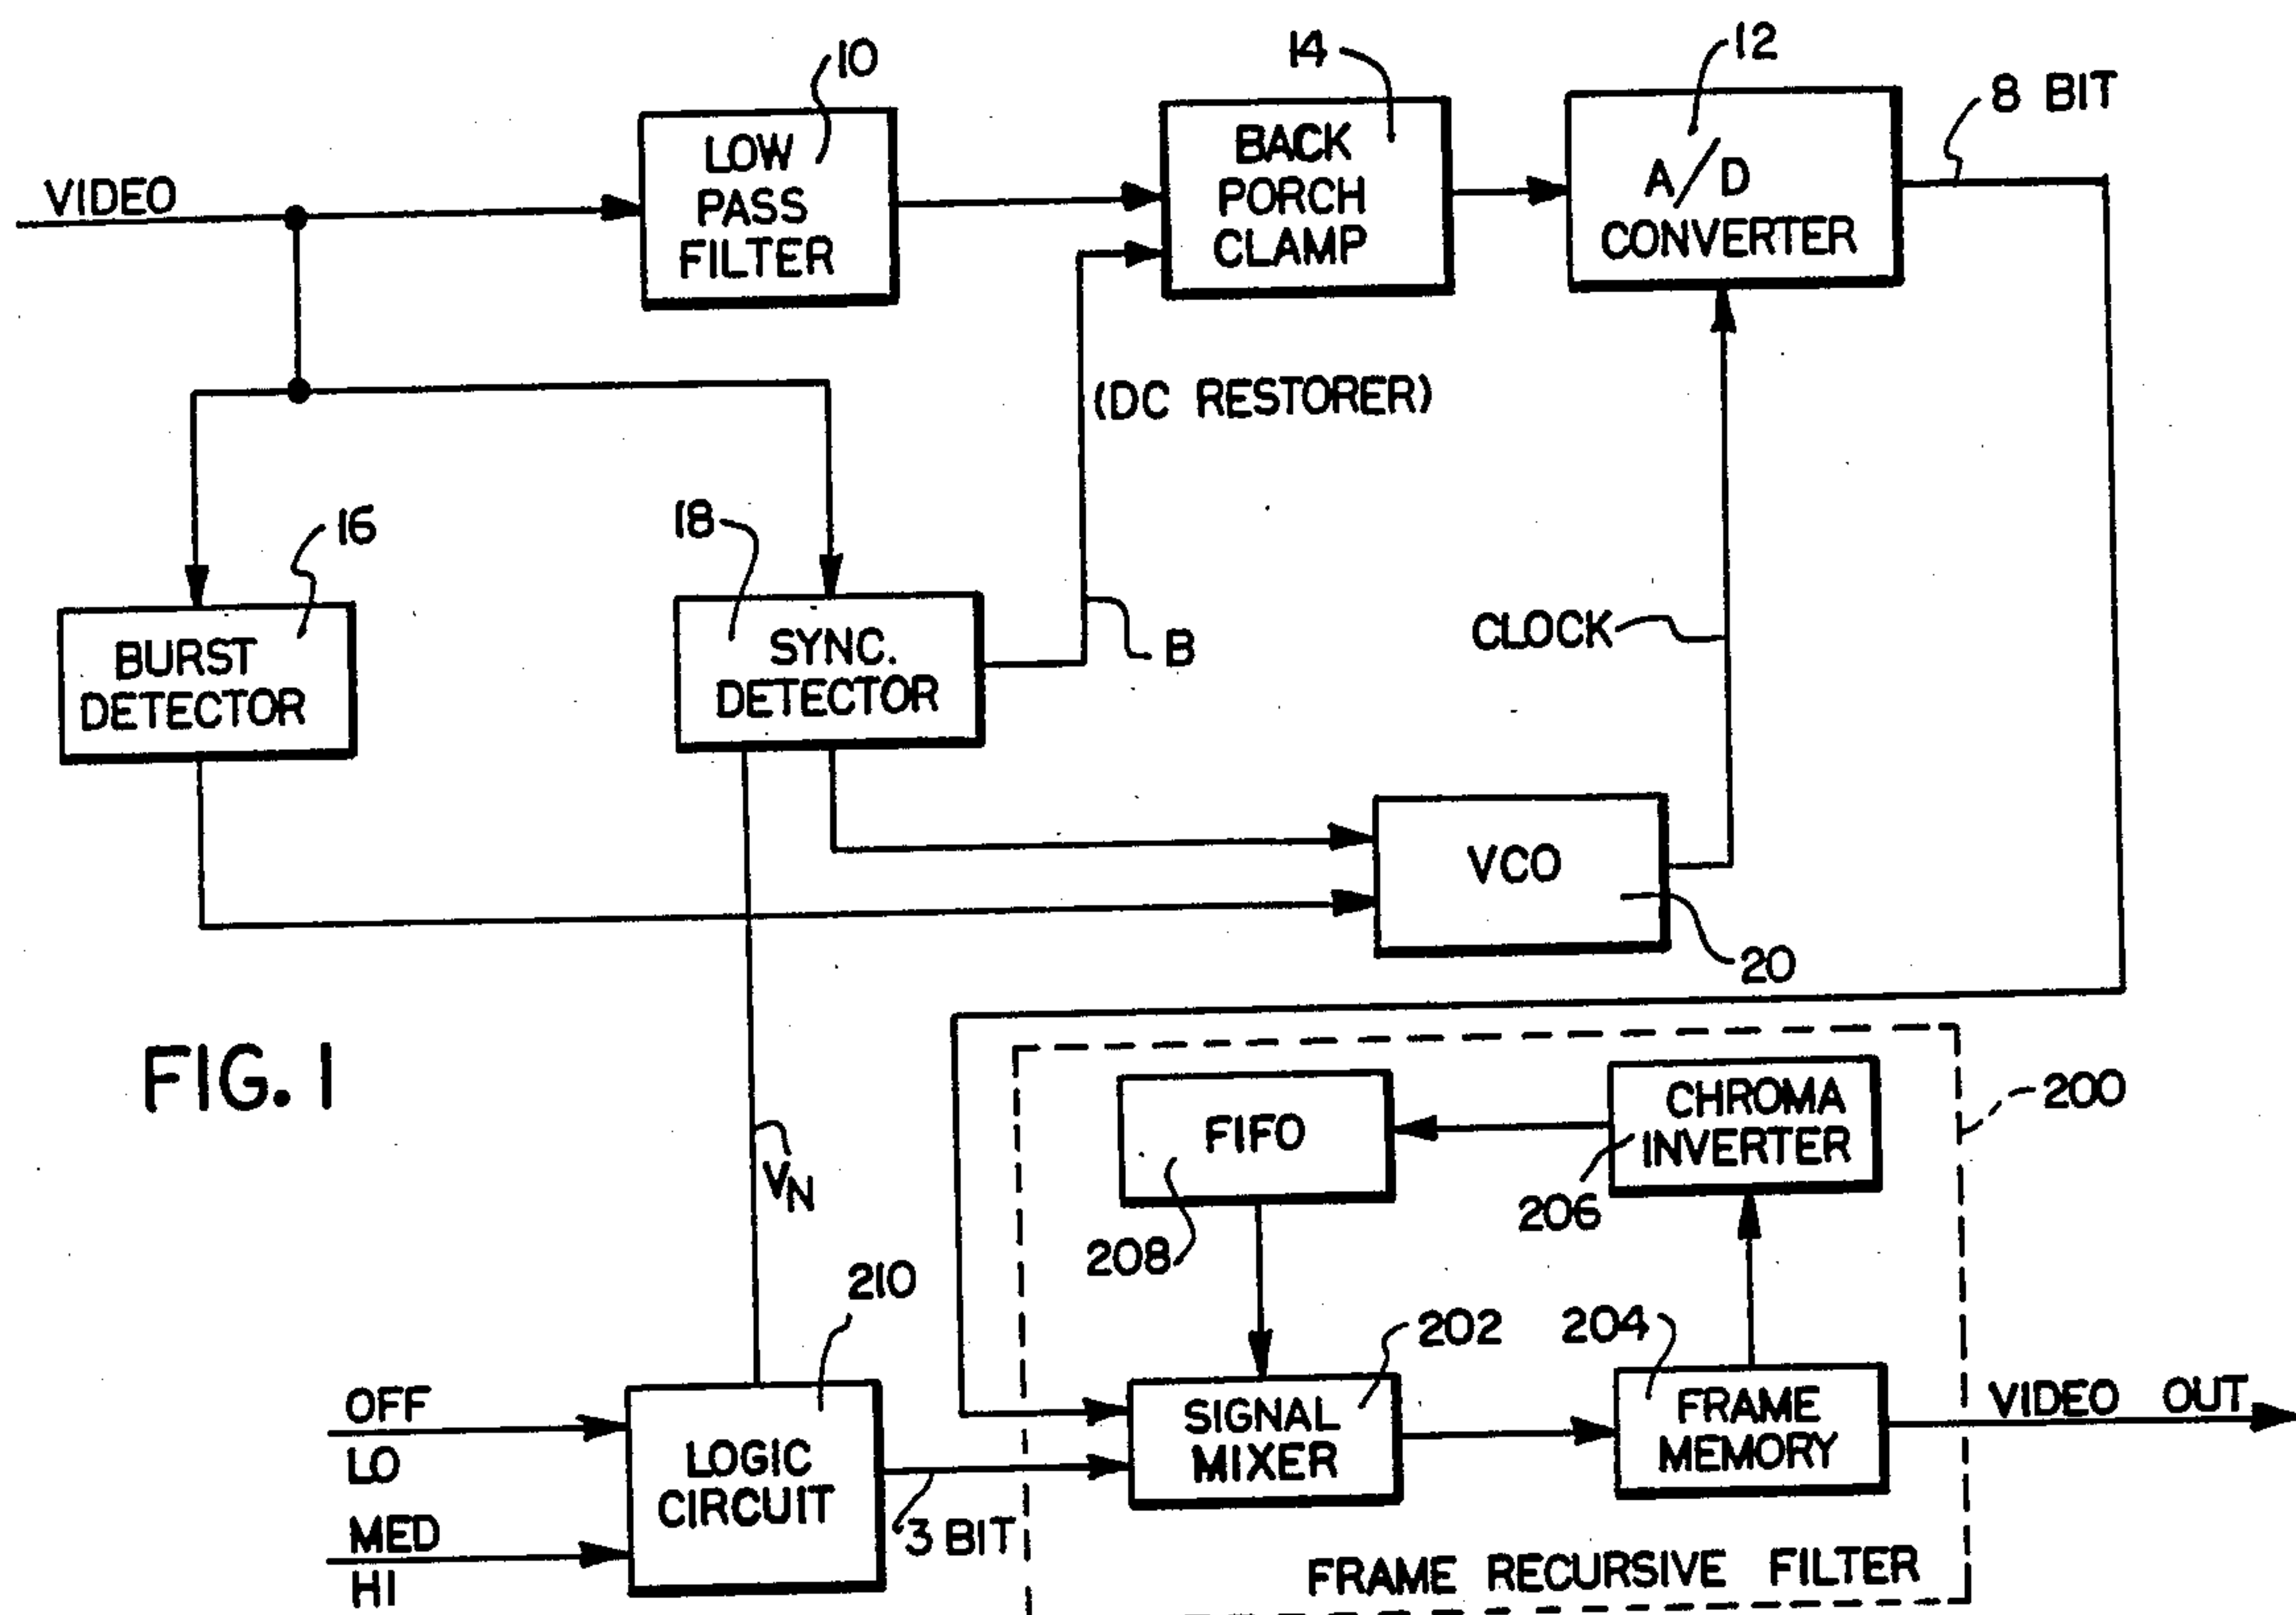 VIDEO
10
LOW
PASS
FILTER
14
BACK
PORCH
CLAMP
12
A/D
CONVERTER
8 BIT
(DC RESTORER)
16
BURST
DETECTOR
18
SYNC.
DETECTOR
B
CLOCK
VCO
20
FIG. 1
VN
FIFO
208
CHROMA
INVERTER
206
200
210
OFF
LO
MED
HI
LOGIC
CIRCUIT
3 BIT
202
SIGNAL
MIXER
204
FRAME
MEMORY
VIDEO OUT
FRAME RECURSIVE FILTER